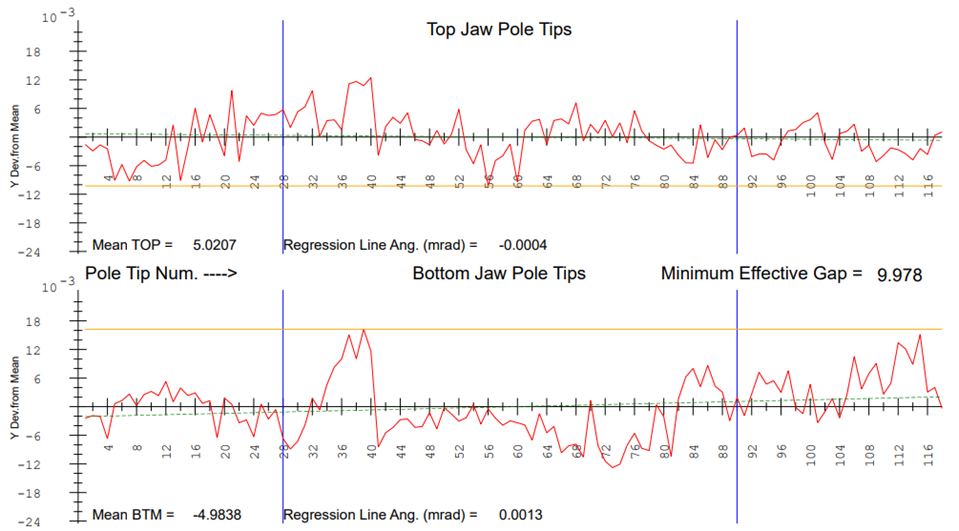 10⁻³
Top Jaw Pole Tips
18
12
6
-6
-12
-18
-24
Y Dev.from Mean
4 8 12 16 20 24 28 32 36 40 44 48 52 56 60 64 68 72 76 80 84 88 92 96 100 104 108 112 116
Mean TOP = 5.0207 Regression Line Ang. (mrad) = -0.0004
Pole Tip Num. ----> Bottom Jaw Pole Tips Minimum Effective Gap = 9.978
10⁻³
18
12
6
-6
-12
-18
-24
Y Dev.from Mean
4 8 12 16 20 24 28 32 36 40 44 48 52 56 60 64 68 72 76 80 84 88 92 96 100 104 108 112 116
Mean BTM = -4.9838 Regression Line Ang. (mrad) = 0.0013